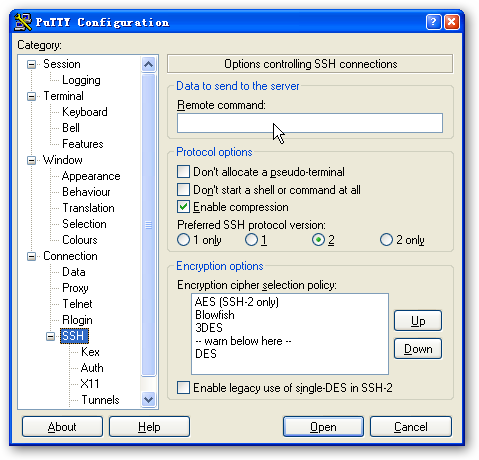 PuTTY Configuration
Category:
Session
Logging
Terminal
Keyboard
Bell
Features
Window
Appearance
Behaviour
Translation
Selection
Colours
Connection
Data
Proxy
Telnet
Rlogin
SSH
Kex
Auth
X11
Tunnels
Options controlling SSH connections
Data to send to the server
Remote command:
Protocol options
Don't allocate a pseudo-terminal
Don't start a shell or command at all
Enable compression
Preferred SSH protocol version:
1 only 1 2 2 only
Encryption options
Encryption cipher selection policy:
AES (SSH-2 only)
Blowfish
3DES
-- warn below here --
DES
Up
Down
Enable legacy use of single-DES in SSH-2
About Help Open Cancel